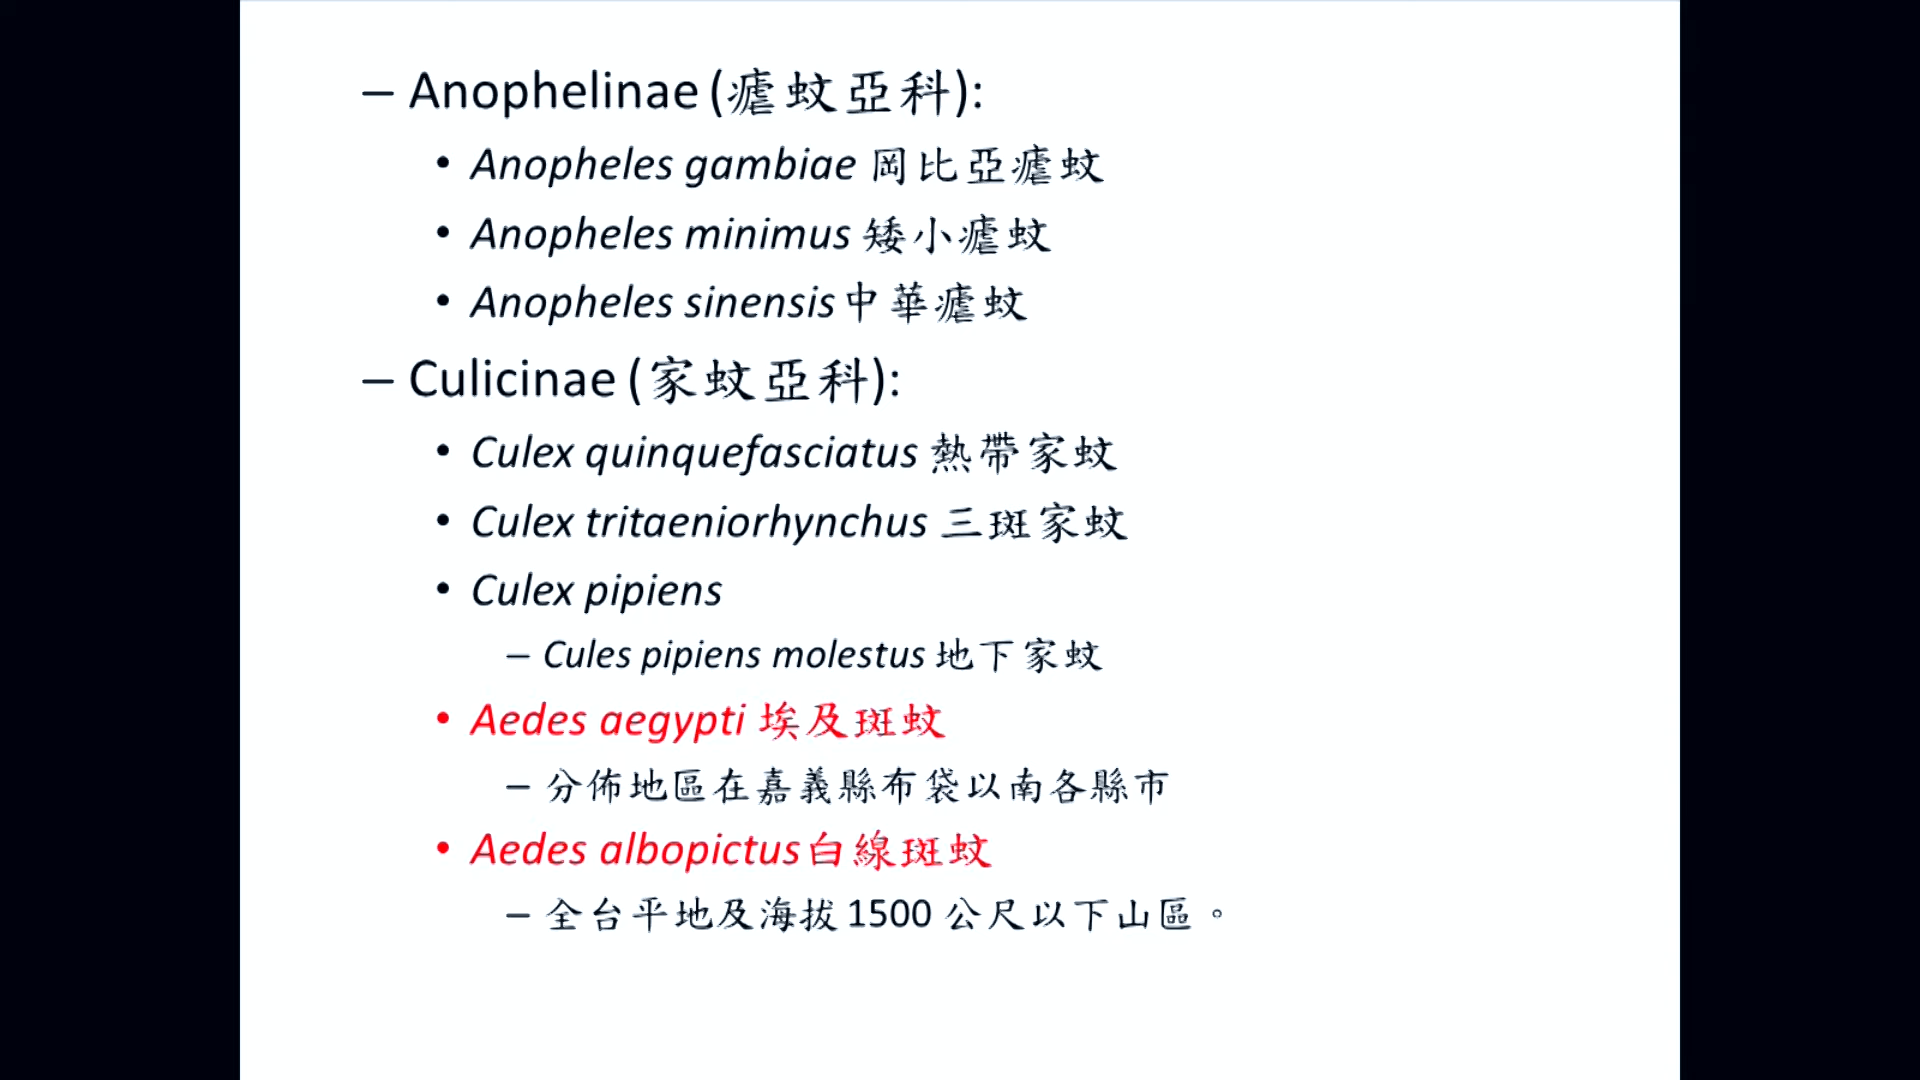 – Anophelinae (瘧蚊亞科):
• Anopheles gambiae 岡比亞瘧蚊
• Anopheles minimus 矮小瘧蚊
• Anopheles sinensis 中華瘧蚊
– Culicinae (家蚊亞科):
• Culex quinquefasciatus 熱帶家蚊
• Culex tritaeniorhynchus 三斑家蚊
• Culex pipiens
– Cules pipiens molestus 地下家蚊
• Aedes aegypti 埃及斑蚊
– 分佈地區在嘉義縣布袋以南各縣市
• Aedes albopictus 白線斑蚊
– 全台平地及海拔 1500 公尺以下山區。